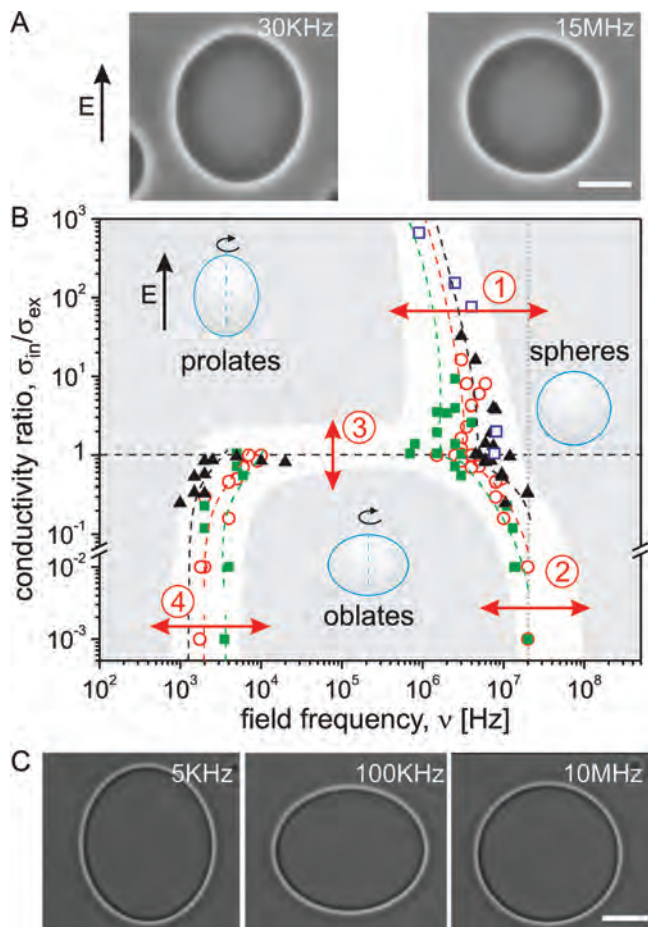 A
30KHz
15MHz
E
B
10³
10²
10
1
10⁻¹
10⁻²
10⁻³
conductivity ratio, σin/σex
E
prolates
①
spheres
③
oblates
④
②
10² 10³ 10⁴ 10⁵ 10⁶ 10⁷ 10⁸
field frequency, ν [Hz]
C
5KHz
100KHz
10MHz